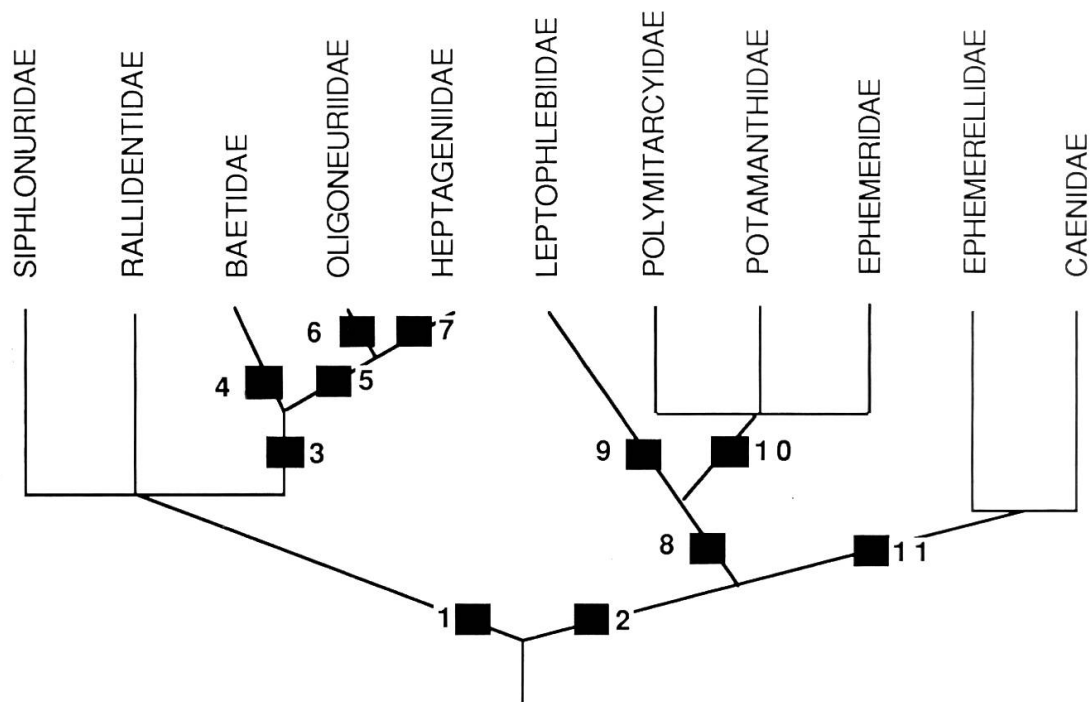 SIPHLONURIDAE
RALLIDENTIDAE
BAETIDAE
OLIGONEURIIDAE
HEPTAGENIIDAE
LEPTOPHLEBIIDAE
POLYMITARCYIDAE
POTAMANTHIDAE
EPHEMERIDAE
EPHEMERELLIDAE
CAENIDAE
6
7
4
5
3
9
10
8
11
1
2